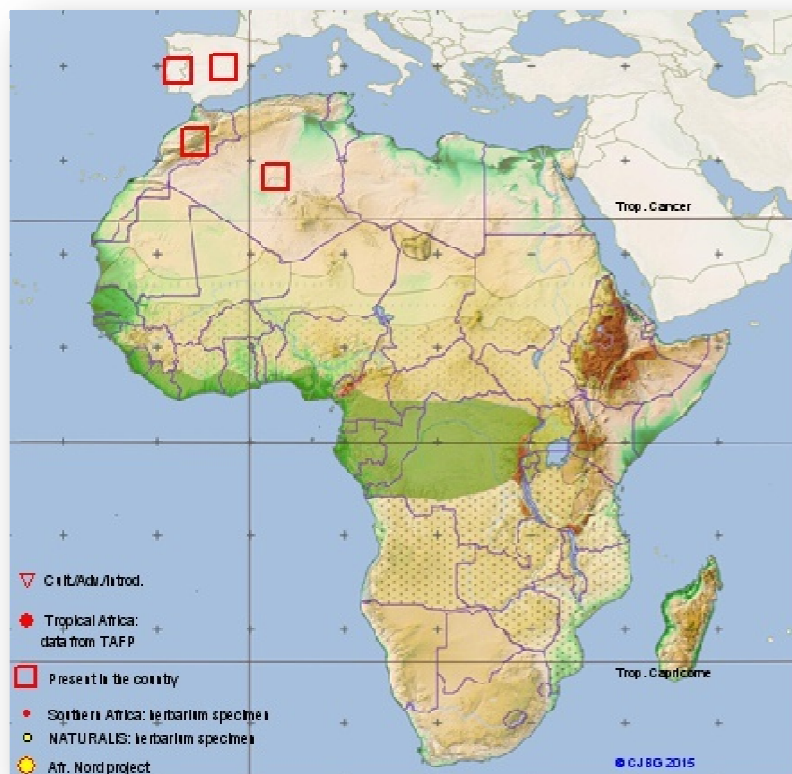 Trop. Cancer
Cult./Adv./Introd.
Tropical Africa:
data from TAFP
Present in the country
Trop. Capricorne
Southern Africa: herbarium specimen
NATURALIS: herbarium specimen
Afr. Nord project
© CJBG 2015